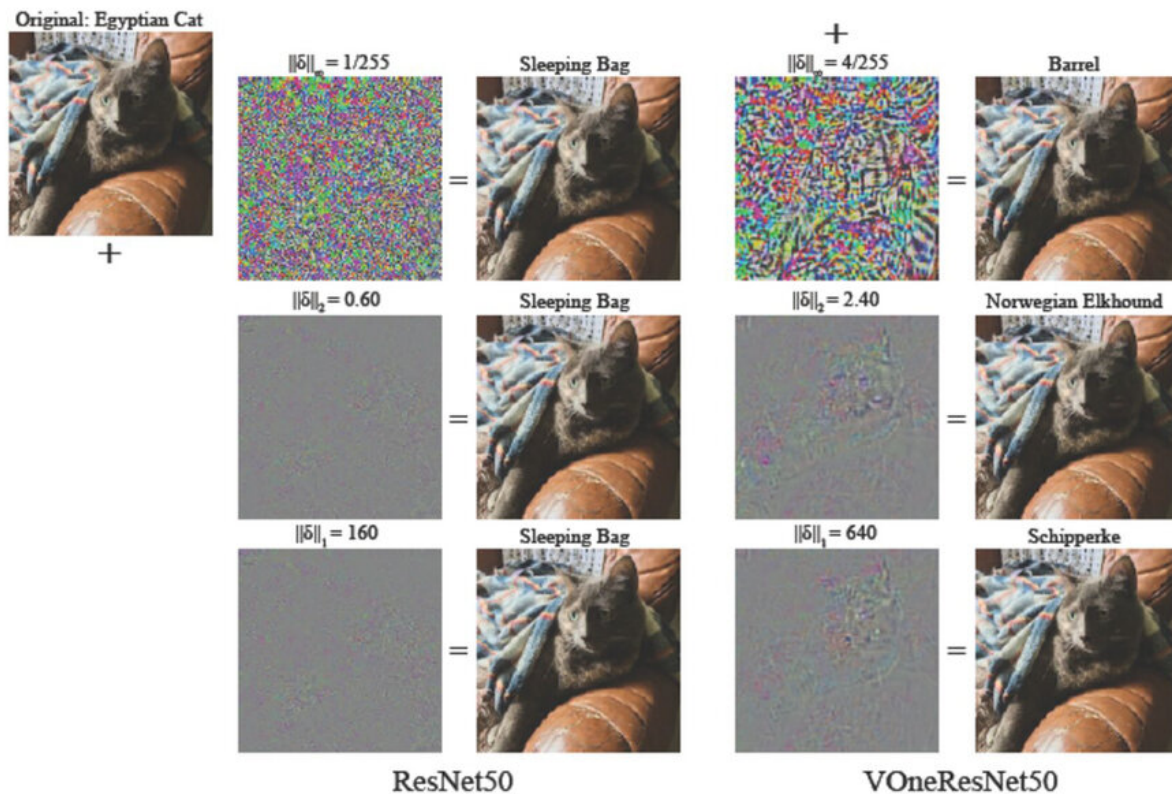 Original: Egyptian Cat
+
+
||δ||∞ = 1/255
Sleeping Bag
||δ||∞ = 4/255
Barrel
=
=
||δ||₂ = 0.60
Sleeping Bag
||δ||₂ = 2.40
Norwegian Elkhound
=
=
||δ||₁ = 160
Sleeping Bag
||δ||₁ = 640
Schipperke
=
=
ResNet50
VOneResNet50